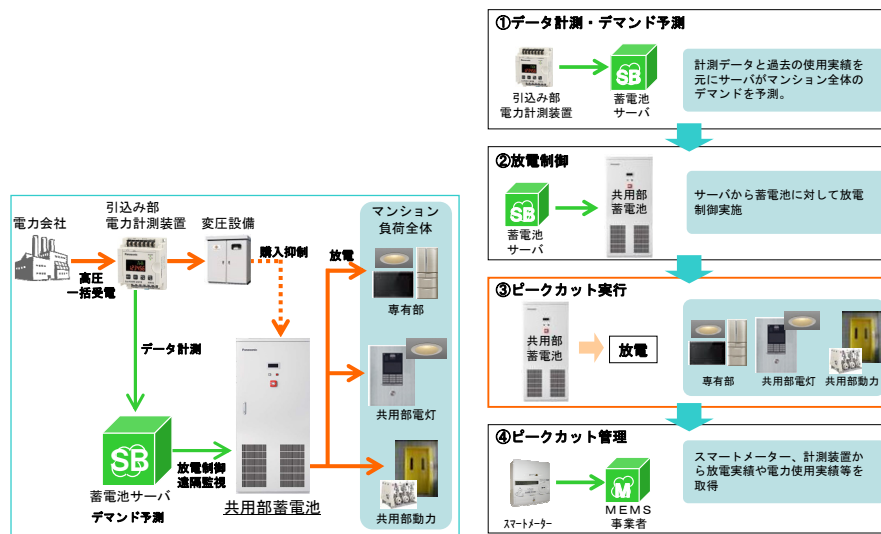 電力会社
引込み部
電力計測装置
変圧設備
高圧
一括受電
購入抑制
放電
マンション
負荷全体
専有部
共用部電灯
共用部動力
データ計測
SB
蓄電池サーバ
デマンド予測
放電制御
遠隔監視
共用部蓄電池
①データ計測・デマンド予測
引込み部
電力計測装置
SB
蓄電池
サーバ
計測データと過去の使用実績を
元にサーバがマンション全体の
デマンドを予測。
②放電制御
SB
蓄電池
サーバ
共用部
蓄電池
サーバから蓄電池に対して放電
制御実施
③ピークカット実行
共用部
蓄電池
放電
専有部
共用部電灯
共用部動力
④ピークカット管理
スマートメーター
M
ＭＥＭＳ
事業者
スマートメーター、計測装置か
ら放電実績や電力使用実績等を
取得